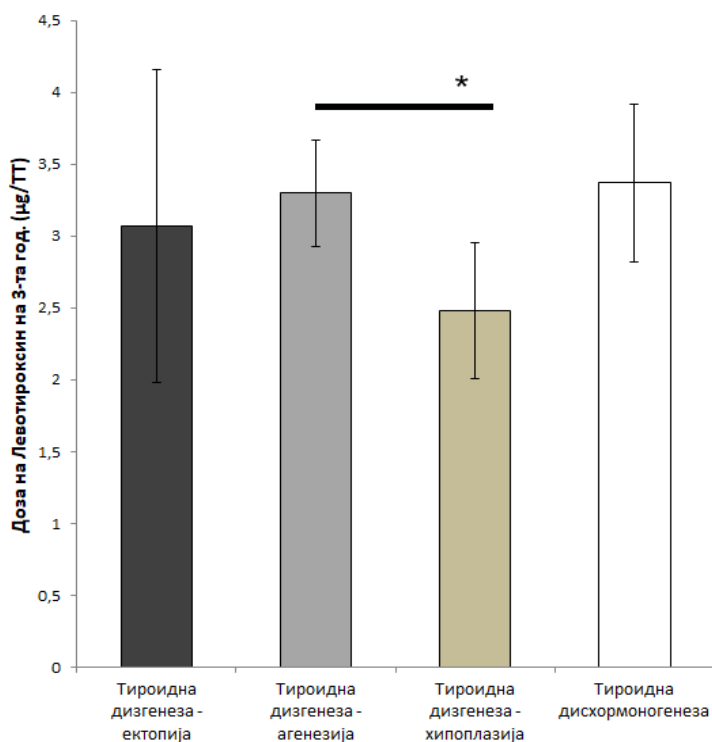 4,5
4
3,5
3
2,5
2
1,5
1
0,5
0
Доза на Левотироксин на 3-та год. (µg/ТТ)
*
Тироидна
дизгенеза -
ектопија
Тироидна
дизгенеза -
агенезија
Тироидна
дизгенеза -
хипоплазија
Тироидна
дисхормоногенеза